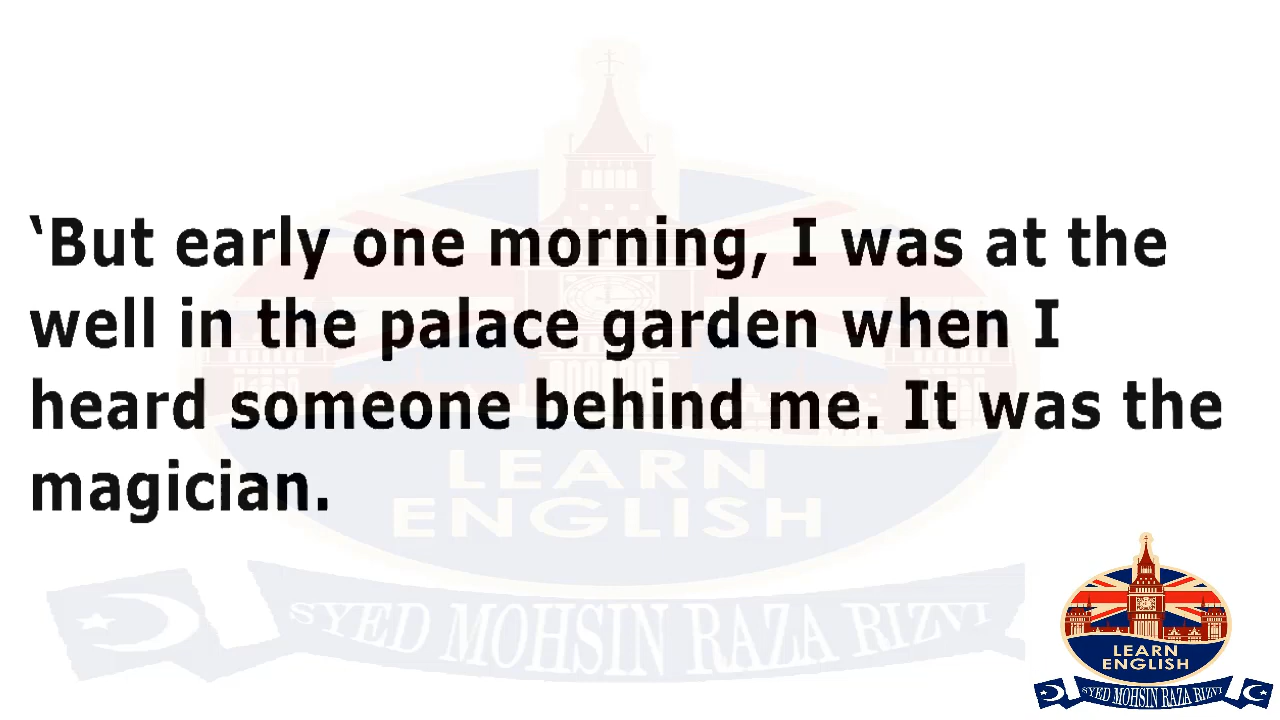 ‘But early one morning, I was at the
well in the palace garden when I
heard someone behind me. It was the
magician.
LEARN
ENGLISH
SYED MOHSIN RAZA RIZVI
LEARN
ENGLISH
SYED MOHSIN RAZA RIZVI